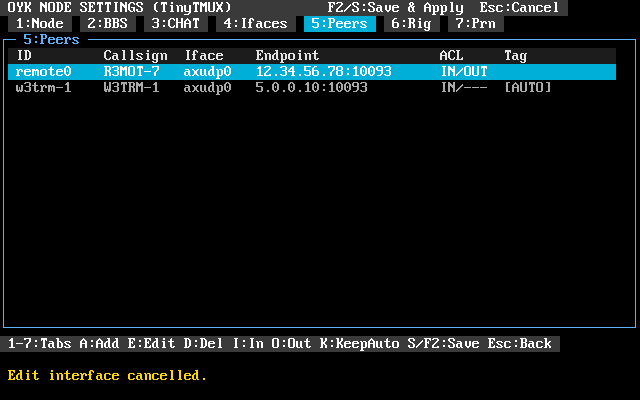 OYK NODE SETTINGS (TinyTMUX) F2/S:Save & Apply Esc:Cancel
1:Node 2:BBS 3:CHAT 4:Ifaces 5:Peers 6:Rig 7:Prn
5:Peers
ID Callsign Iface Endpoint ACL Tag
remote0 R3MOT-7 axudp0 12.34.56.78:10093 IN/OUT
w3trm-1 W3TRM-1 axudp0 5.0.0.10:10093 IN/--- [AUTO]
1-7:Tabs A:Add E:Edit D:Del I:In O:Out K:KeepAuto S/F2:Save Esc:Back
Edit interface cancelled.